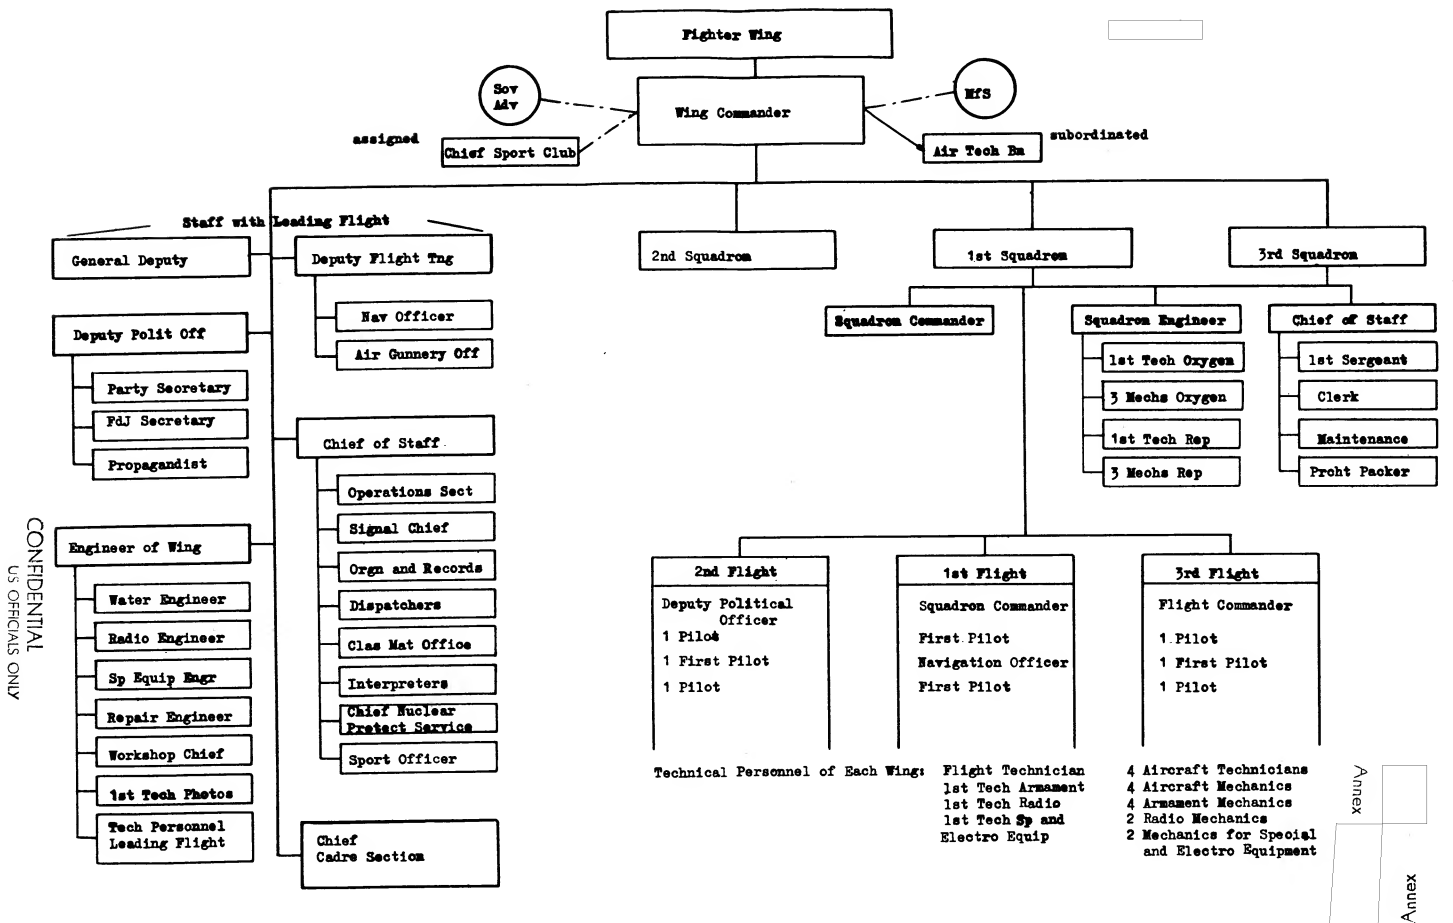 Fighter Wing
Sov
Adv
MfS
Wing Commander
assigned
Chief Sport Club
Air Tech Bn
subordinated
Staff with Leading Flight
General Deputy
Deputy Flight Tng
Nav Officer
Air Gunnery Off
Deputy Polit Off
Party Secretary
FdJ Secretary
Propagandist
Chief of Staff
Operations Sect
Signal Chief
Orgn and Records
Dispatchers
Clas Mat Office
Interpreters
Chief Nuclear
Protect Service
Sport Officer
Engineer of Wing
Water Engineer
Radio Engineer
Sp Equip Engr
Repair Engineer
Workshop Chief
1st Tech Photos
Tech Personnel
Leading Flight
Chief
Cadre Section
2nd Squadron
1st Squadron
3rd Squadron
Squadron Commander
Squadron Engineer
1st Tech Oxygen
3 Mechs Oxygen
1st Tech Rep
3 Mechs Rep
Chief of Staff
1st Sergeant
Clerk
Maintenance
Prcht Packer
2nd Flight
Deputy Political
Officer
1 Pilot
1 First Pilot
1 Pilot
1st Flight
Squadron Commander
First Pilot
Navigation Officer
First Pilot
3rd Flight
Flight Commander
1 Pilot
1 First Pilot
1 Pilot
Technical Personnel of Each Wing:
Flight Technician
1st Tech Armament
1st Tech Radio
1st Tech Sp and
Electro Equip
4 Aircraft Technicians
4 Aircraft Mechanics
4 Armament Mechanics
2 Radio Mechanics
2 Mechanics for Special
and Electro Equipment
CONFIDENTIAL
US OFFICIALS ONLY
Annex
Annex